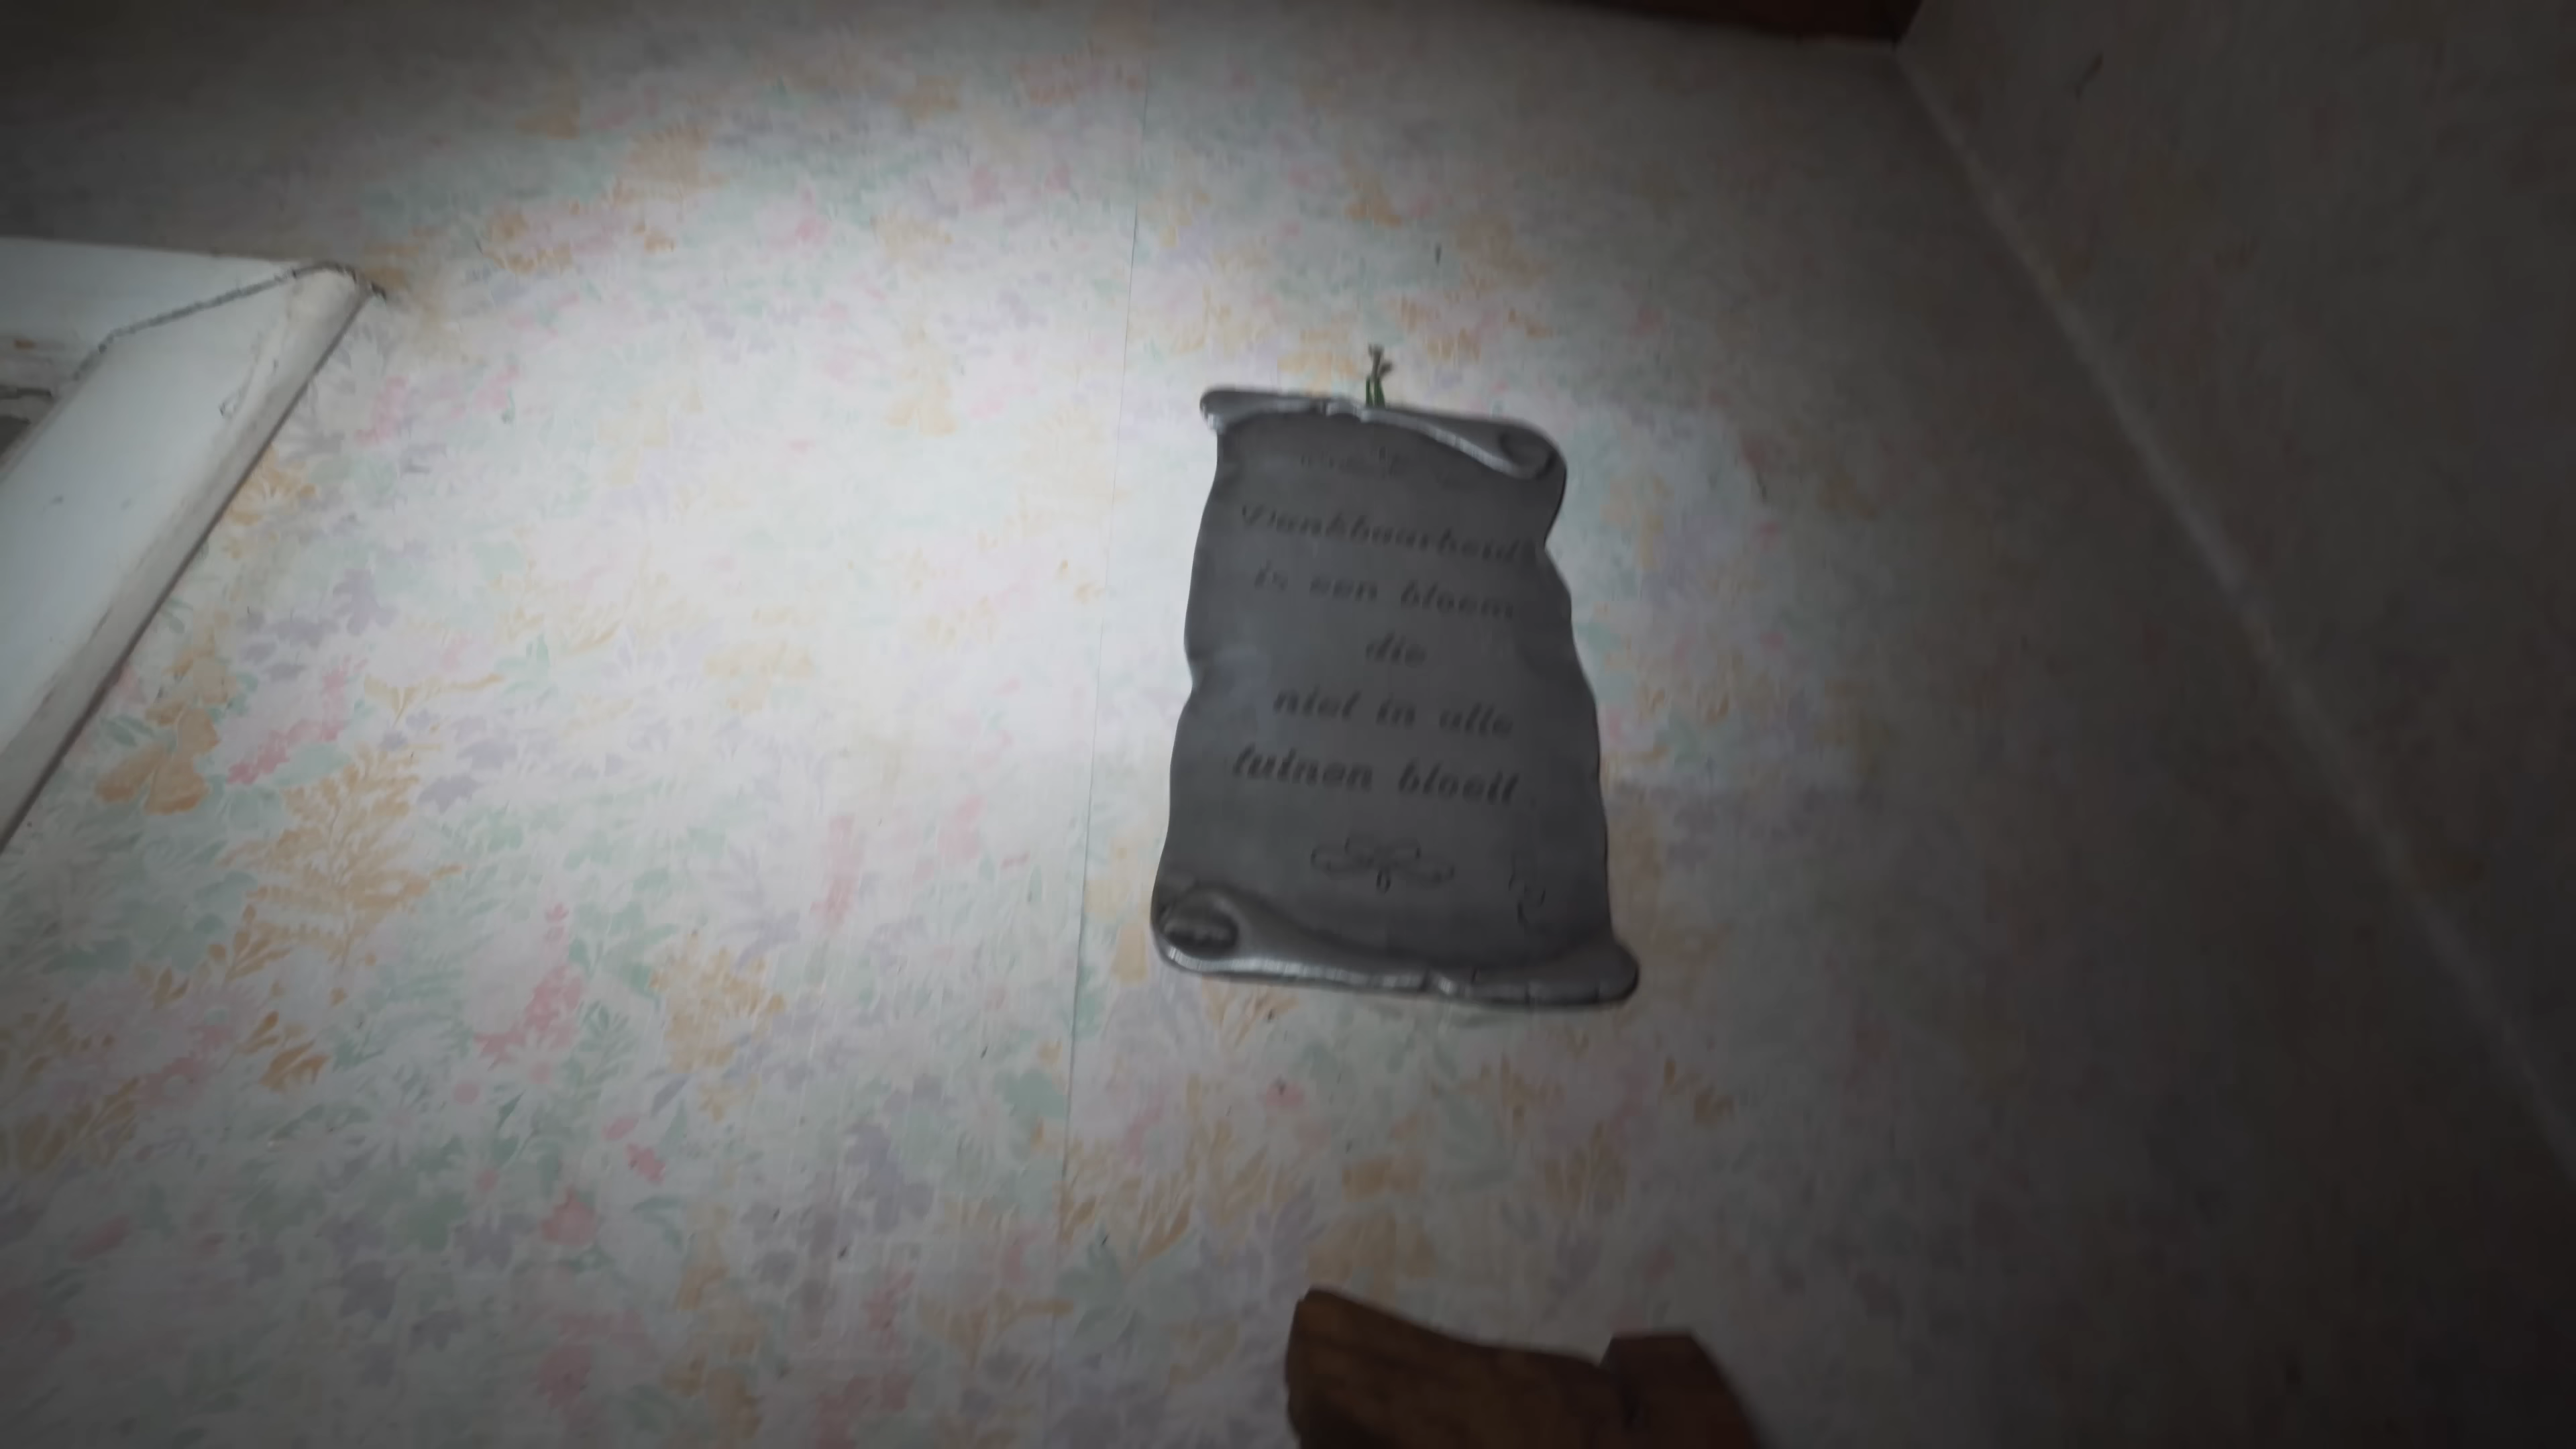 Dankbaarheid
is een bloem
die
niet in alle
tuinen bloeit.